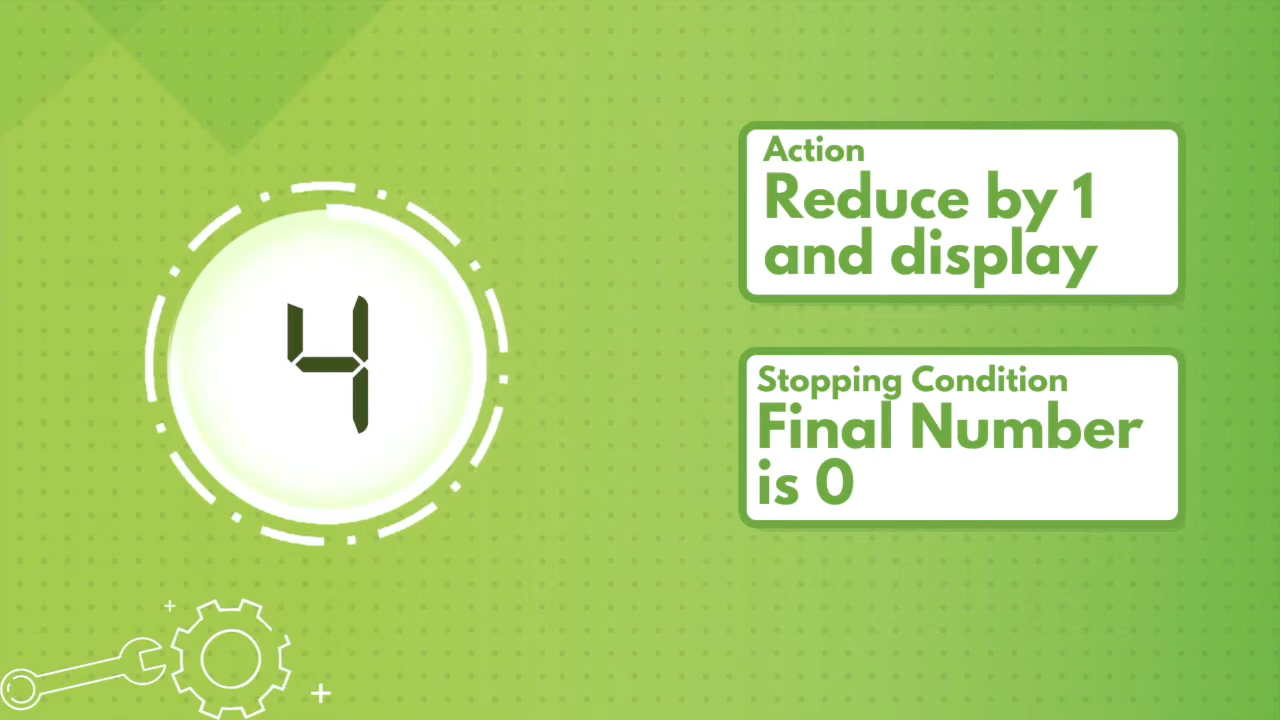 4
Action
Reduce by 1
and display
Stopping Condition
Final Number
is 0